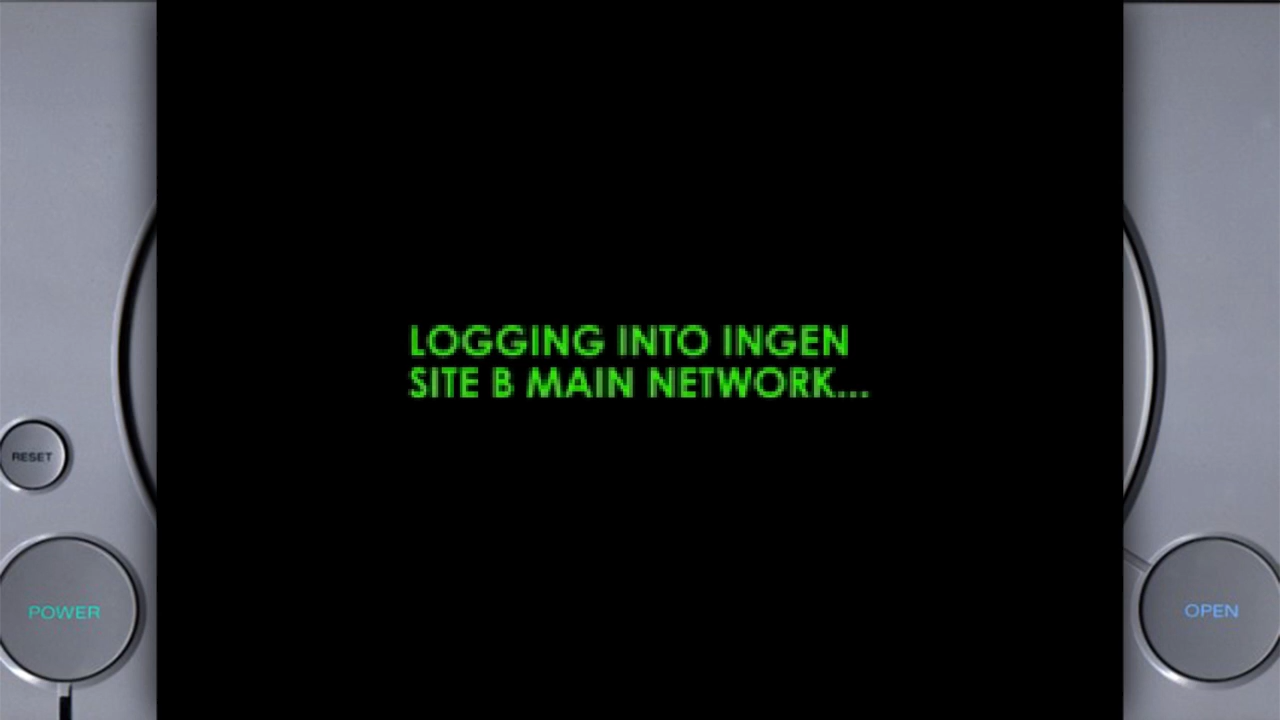 LOGGING INTO INGEN
SITE B MAIN NETWORK...
RESET
POWER
OPEN